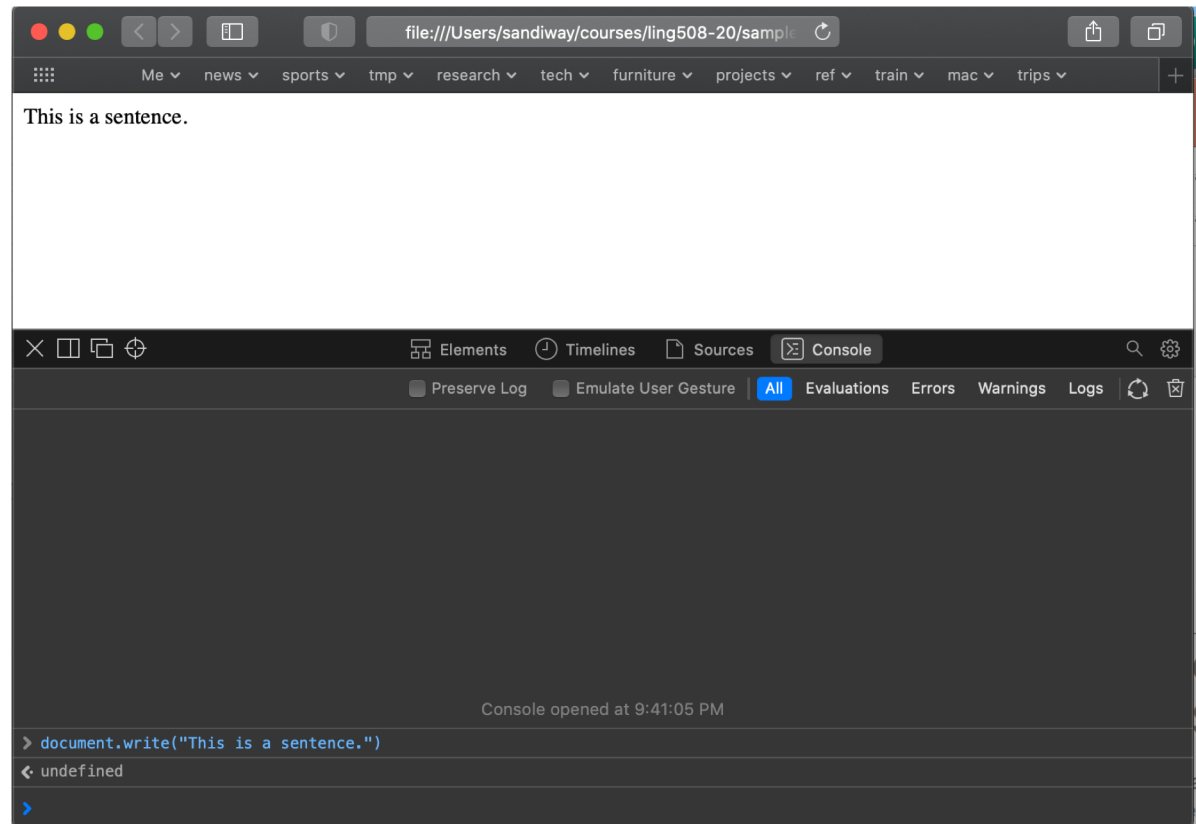 file:///Users/sandiway/courses/ling508-20/sample
Me news sports tmp research tech furniture projects ref train mac trips
This is a sentence.
Elements Timelines Sources Console
Preserve Log Emulate User Gesture All Evaluations Errors Warnings Logs
Console opened at 9:41:05 PM
> document.write("This is a sentence.")
undefined
>